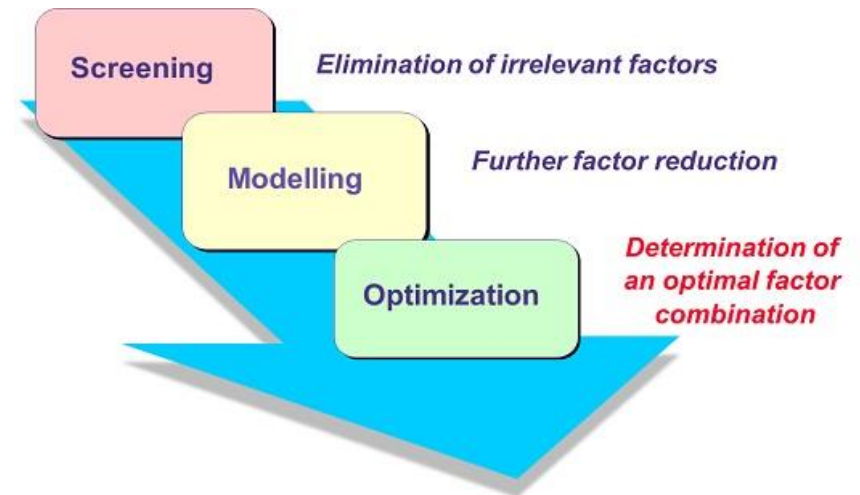 Screening
Elimination of irrelevant factors
Modelling
Further factor reduction
Optimization
Determination of
an optimal factor
combination